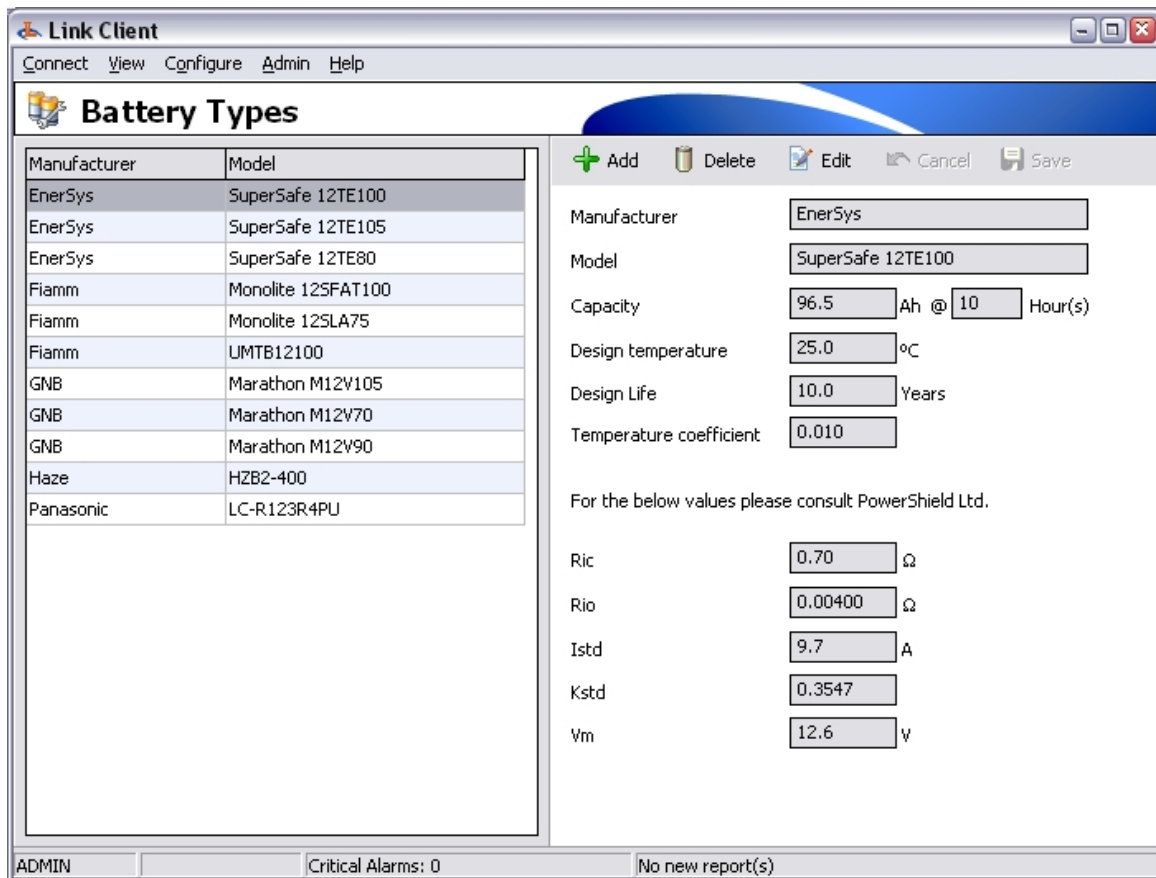 Link Client
Connect View Configure Admin Help
Battery Types
Manufacturer Model
EnerSys SuperSafe 12TE100
EnerSys SuperSafe 12TE105
EnerSys SuperSafe 12TE80
Fiamm Monolite 12SFAT100
Fiamm Monolite 12SLA75
Fiamm UMTB12100
GNB Marathon M12V105
GNB Marathon M12V70
GNB Marathon M12V90
Haze HZB2-400
Panasonic LC-R123R4PU
Add Delete Edit Cancel Save
Manufacturer EnerSys
Model SuperSafe 12TE100
Capacity 96.5 Ah @ 10 Hour(s)
Design temperature 25.0 ºC
Design Life 10.0 Years
Temperature coefficient 0.010
For the below values please consult PowerShield Ltd.
Ric 0.70 Ω
Rio 0.00400 Ω
Istd 9.7 A
Kstd 0.3547
Vm 12.6 V
ADMIN Critical Alarms: 0 No new report(s)